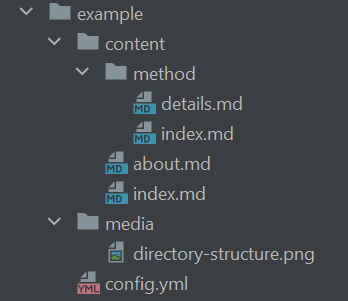 example
content
method
MD details.md
MD index.md
MD about.md
MD index.md
media
directory-structure.png
YML config.yml